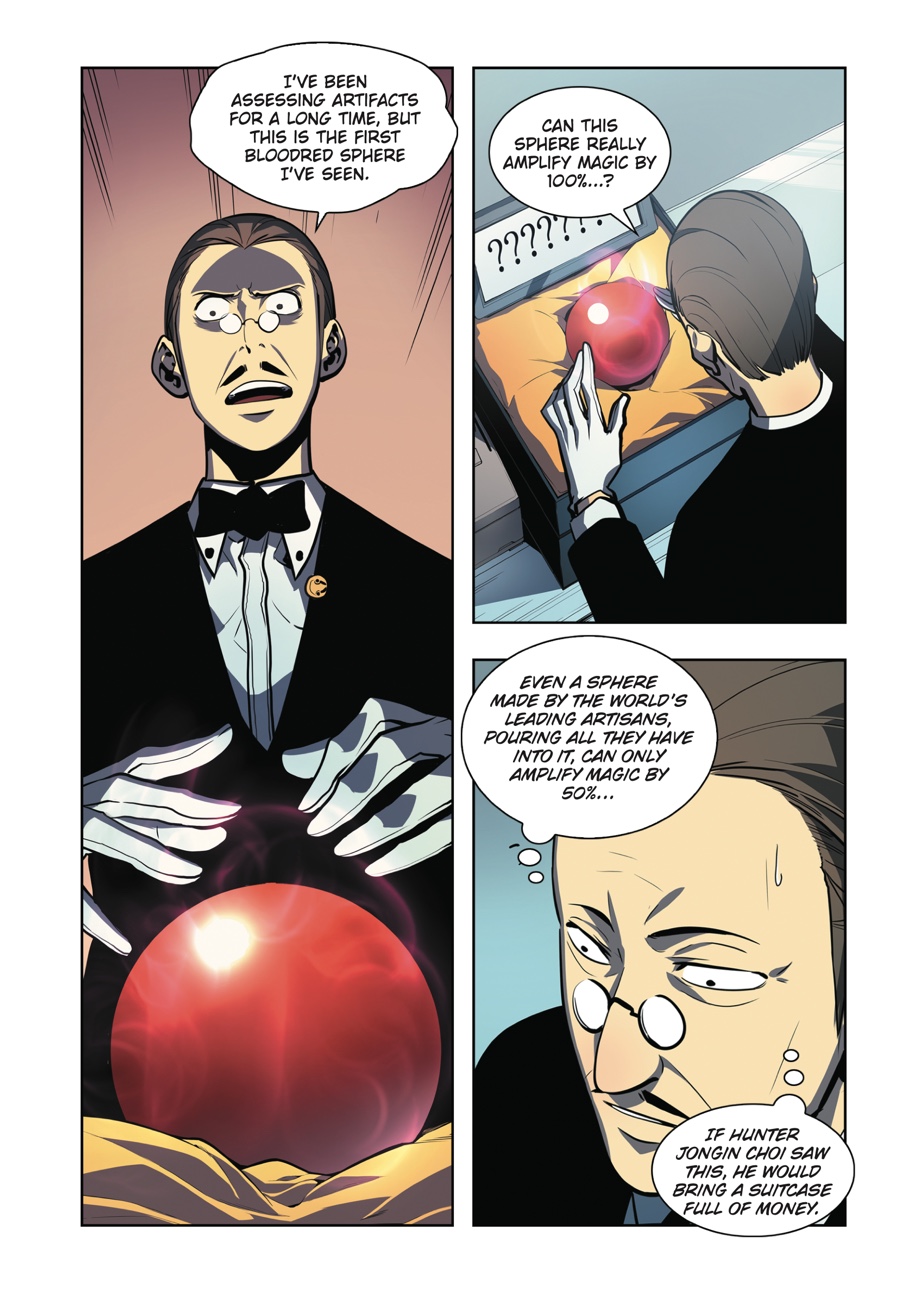 I'VE BEEN
ASSESSING ARTIFACTS
FOR A LONG TIME, BUT
THIS IS THE FIRST
BLOODRED SPHERE
I'VE SEEN.
CAN THIS
SPHERE REALLY
AMPLIFY MAGIC BY
100%...?
???????
EVEN A SPHERE
MADE BY THE WORLD'S
LEADING ARTISANS,
POURING ALL THEY HAVE
INTO IT, CAN ONLY
AMPLIFY MAGIC BY
50%...
IF HUNTER
JONGIN CHOI SAW
THIS, HE WOULD
BRING A SUITCASE
FULL OF MONEY.